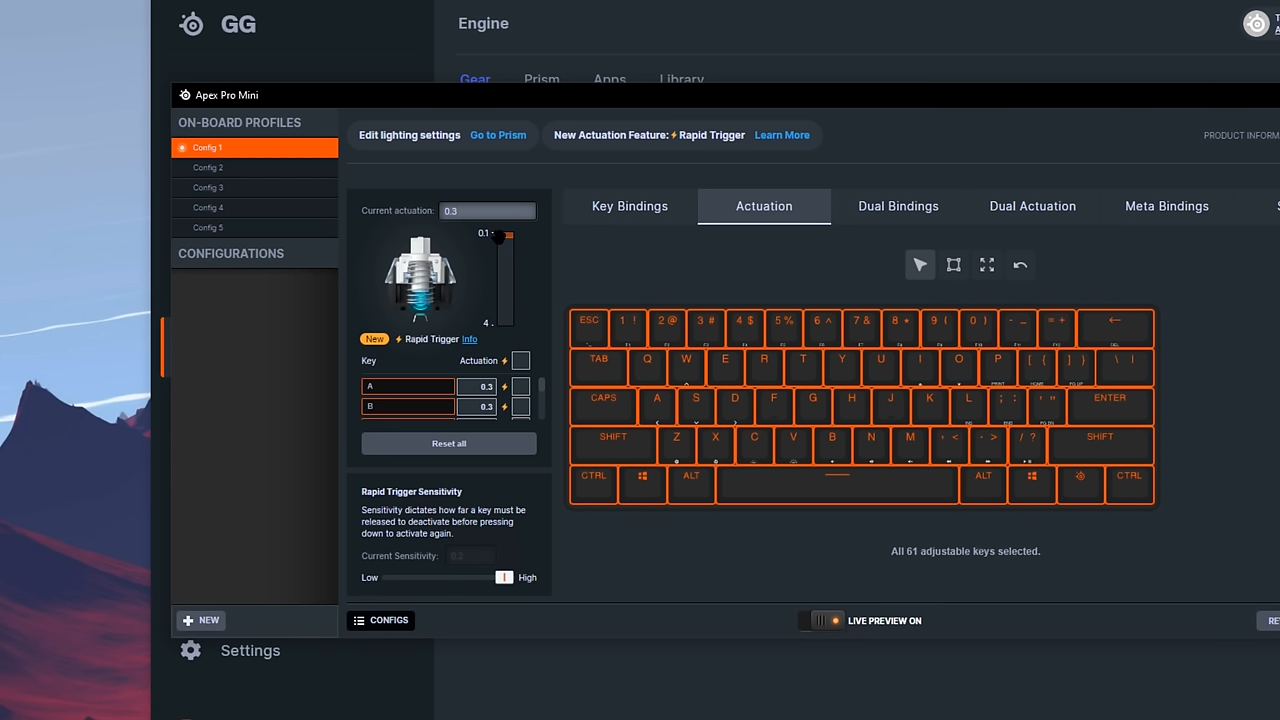 GG
Engine
T
A
Gear Prism Apps Library
Apex Pro Mini
ON-BOARD PROFILES
Config 1
Config 2
Config 3
Config 4
Config 5
CONFIGURATIONS
NEW
Edit lighting settings Go to Prism
New Actuation Feature: Rapid Trigger Learn More
PRODUCT INFORM
Current actuation: 0.3
0.1
4
New Rapid Trigger Info
Key Actuation
A 0.3
B 0.3
Reset all
Rapid Trigger Sensitivity
Sensitivity dictates how far a key must be
released to deactivate before pressing
down to activate again.
Current Sensitivity: 0.2
Low High
Key Bindings Actuation Dual Bindings Dual Actuation Meta Bindings S
ESC 1 ! 2 @ 3 # 4 $ 5 % 6 ^ 7 & 8 * 9 ( 0 ) - _ = + ←
TAB Q W E R T Y U I O P [ { ] } \ |
CAPS A S D F G H J K L ; : ' " ENTER
SHIFT Z X C V B N M , < . > / ? SHIFT
CTRL ALT ALT CTRL
All 61 adjustable keys selected.
CONFIGS
LIVE PREVIEW ON
RE
Settings